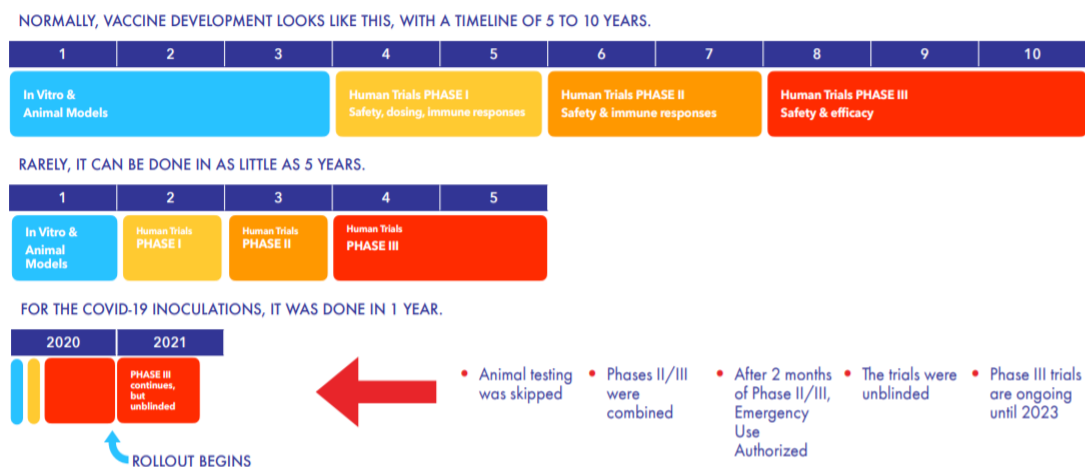 NORMALLY, VACCINE DEVELOPMENT LOOKS LIKE THIS, WITH A TIMELINE OF 5 TO 10 YEARS.
1 2 3 4 5 6 7 8 9 10
In Vitro &
Animal Models
Human Trials PHASE I
Safety, dosing, immune responses
Human Trials PHASE II
Safety & immune responses
Human Trials PHASE III
Safety & efficacy
RARELY, IT CAN BE DONE IN AS LITTLE AS 5 YEARS.
1 2 3 4 5
In Vitro &
Animal
Models
Human Trials
PHASE I
Human Trials
PHASE II
Human Trials
PHASE III
FOR THE COVID-19 INOCULATIONS, IT WAS DONE IN 1 YEAR.
2020 2021
PHASE III
continues,
but
unblinded
ROLLOUT BEGINS
• Animal testing
was skipped
• Phases II/III
were
combined
• After 2 months
of Phase II/III,
Emergency
Use
Authorized
• The trials were
unblinded
• Phase III trials
are ongoing
until 2023